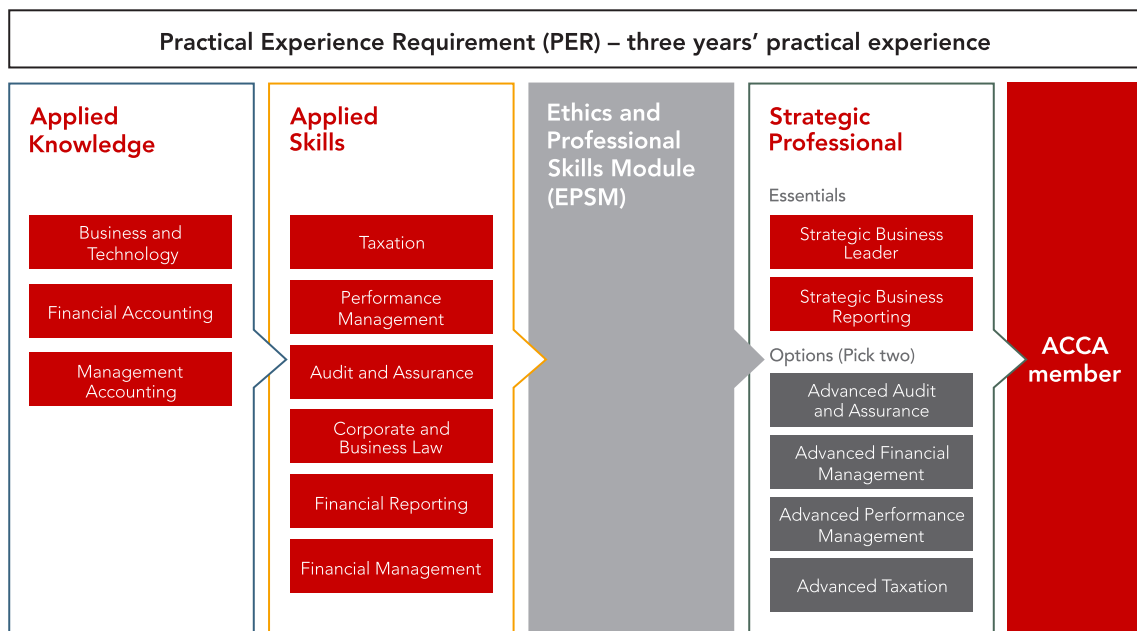 Practical Experience Requirement (PER) – three years’ practical experience
Applied
Knowledge
Business and
Technology
Financial Accounting
Management
Accounting
Applied
Skills
Taxation
Performance
Management
Audit and Assurance
Corporate and
Business Law
Financial Reporting
Financial Management
Ethics and
Professional
Skills Module
(EPSM)
Strategic
Professional
Essentials
Strategic Business
Leader
Strategic Business
Reporting
Options (Pick two)
Advanced Audit
and Assurance
Advanced Financial
Management
Advanced Performance
Management
Advanced Taxation
ACCA
member